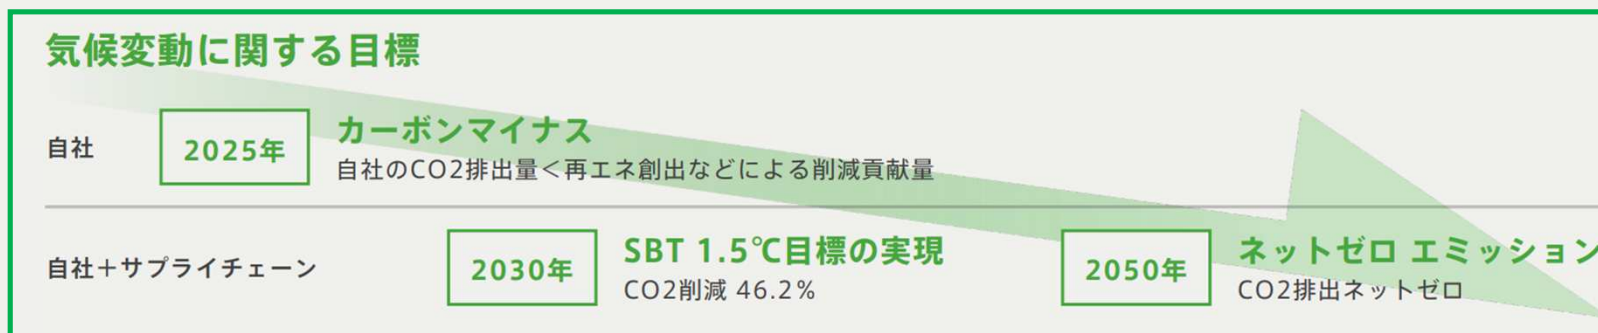 気候変動に関する目標
自社
2025年
カーボンマイナス
自社のCO2排出量＜再エネ創出などによる削減貢献量
自社＋サプライチェーン
2030年
SBT 1.5℃目標の実現
CO2削減 46.2%
2050年
ネットゼロ エミッション
CO2排出ネットゼロ